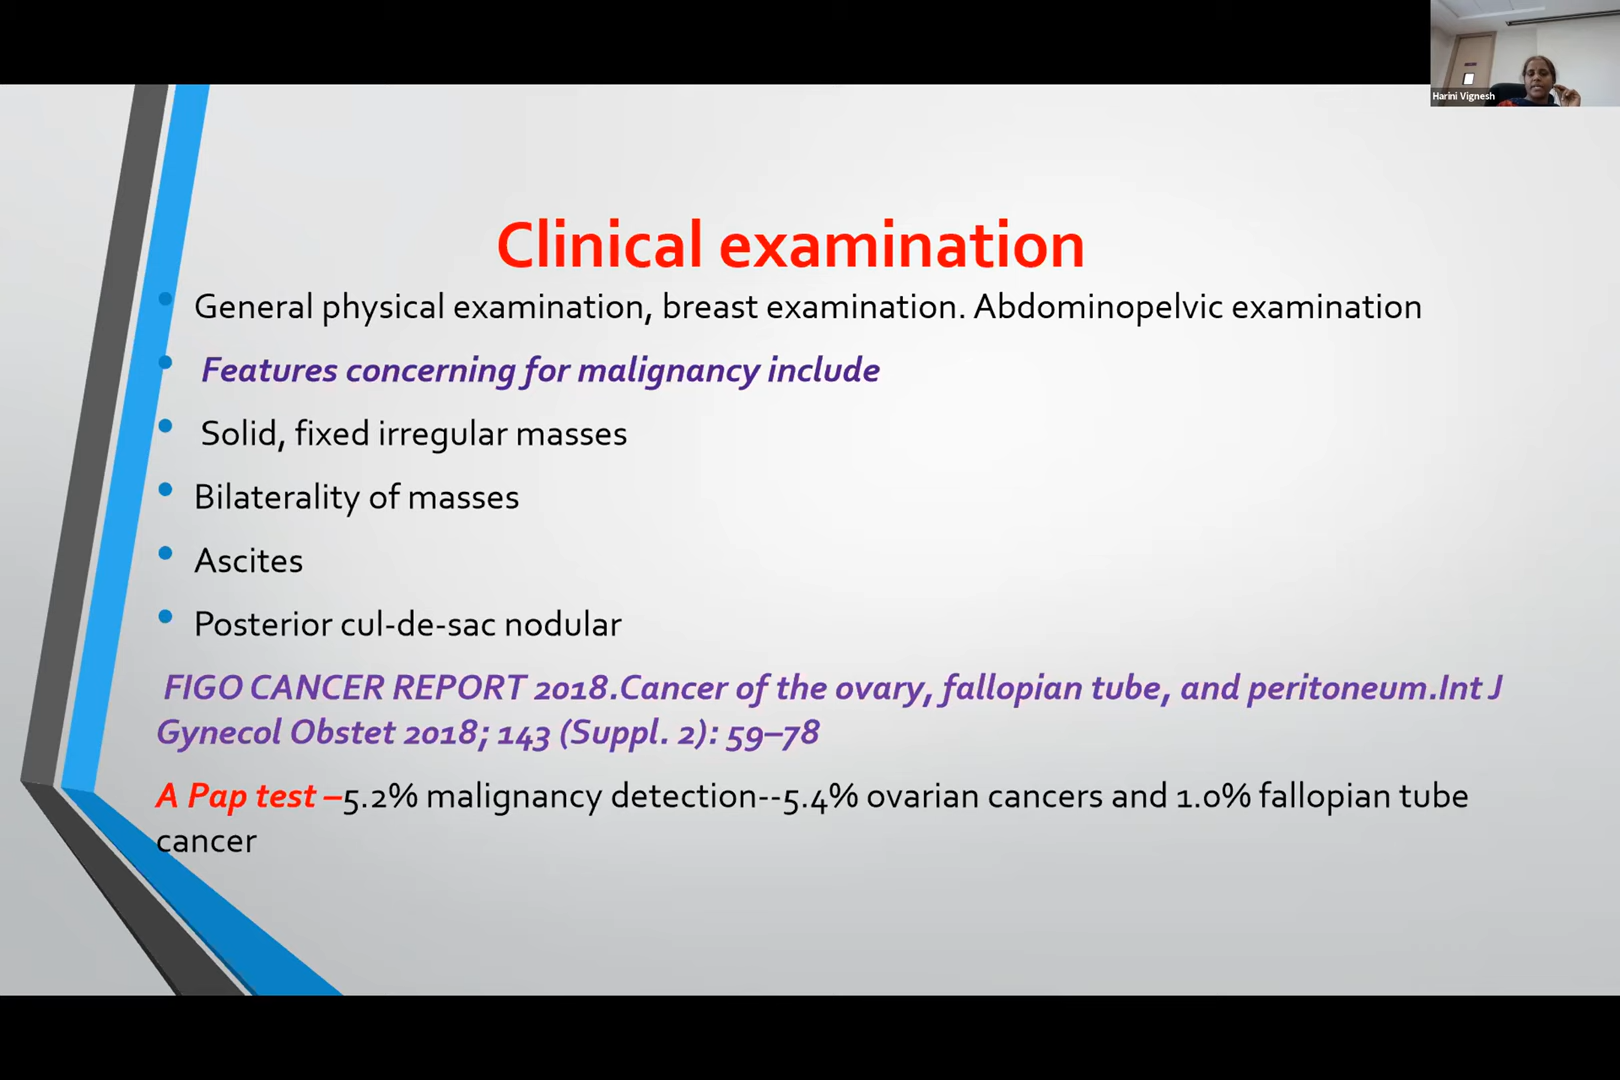 Harini Vignesh
Clinical examination
• General physical examination, breast examination. Abdominopelvic examination
• Features concerning for malignancy include
• Solid, fixed irregular masses
• Bilaterality of masses
• Ascites
• Posterior cul-de-sac nodular
FIGO CANCER REPORT 2018.Cancer of the ovary, fallopian tube, and peritoneum.Int J
Gynecol Obstet 2018; 143 (Suppl. 2): 59–78
A Pap test –5.2% malignancy detection--5.4% ovarian cancers and 1.0% fallopian tube
cancer